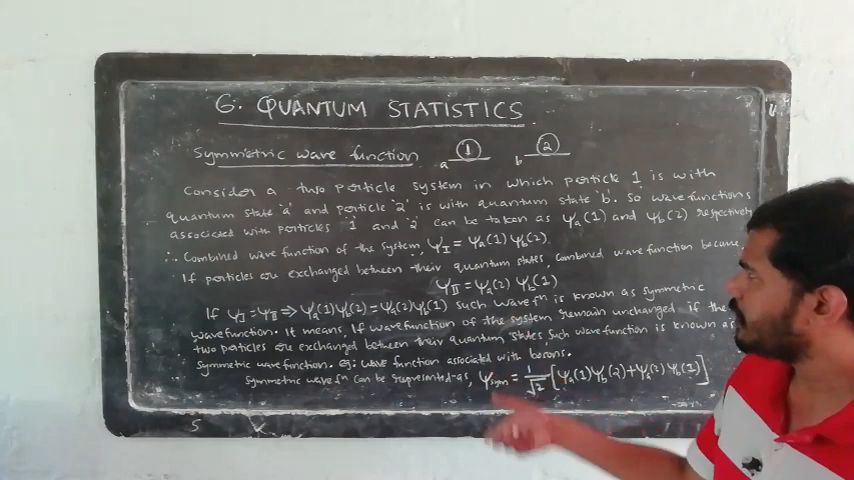 6. QUANTUM STATISTICS
Symmetric wave function a 1 b 2
Consider a two particle system in which particle 1 is with
quantum state 'a' and particle '2' is with quantum state 'b'. So wave functions
associated with particles '1' and '2' can be taken as ψa(1) and ψb(2) respectively
∴ Combined wave function of the system, ψI = ψa(1) ψb(2).
If particles are exchanged between their quantum states, combined wave function became,
ψII = ψa(2) ψb(1)
If ψI = ψII ⇒ ψa(1)ψb(2) = ψa(2)ψb(1) such wave fn is known as symmetric
wave function. It means, If wave function of the system remain unchanged if the
two particles are exchanged between their quantum states such wave function is known as
symmetric wave function. eg: wave function associated with bosons.
Symmetric wave fn can be represented as, ψsym = 1/√2 [ψa(1)ψb(2)+ψa(2)ψb(1)]
S